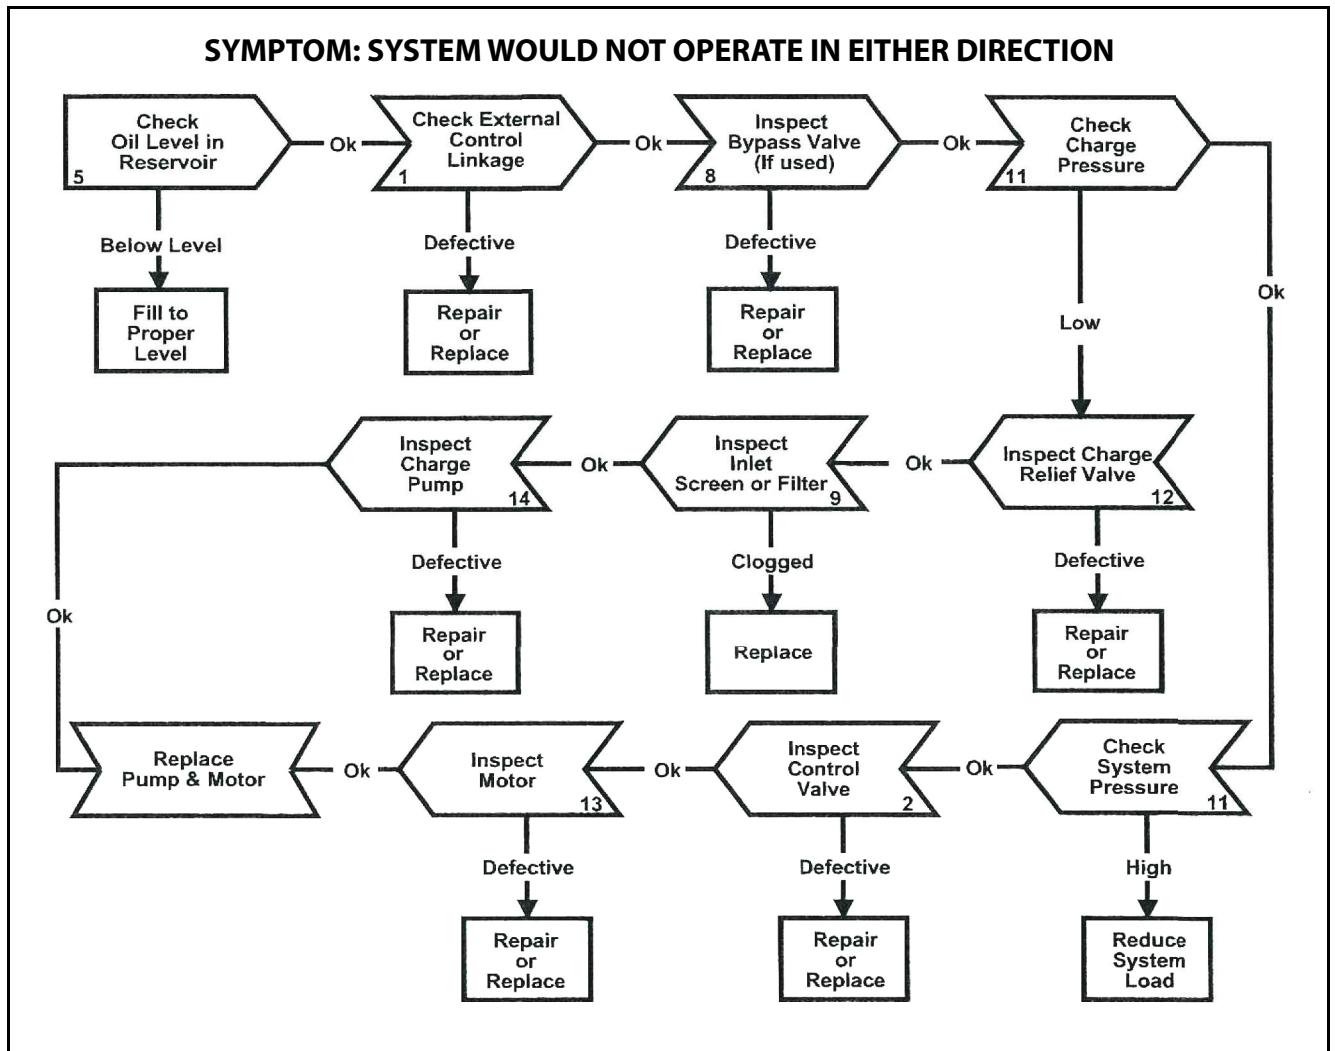 SYMPTOM: SYSTEM WOULD NOT OPERATE IN EITHER DIRECTION
Check
Oil Level in
Reservoir
5
Ok
Check External
Control
Linkage
1
Ok
Inspect
Bypass Valve
(If used)
8
Ok
Check
Charge
Pressure
11
Below Level
Fill to
Proper
Level
Defective
Repair
or
Replace
Defective
Repair
or
Replace
Low
Ok
Inspect Charge
Relief Valve
12
Ok
Inspect
Inlet
Screen or Filter
9
Ok
Inspect
Charge
Pump
14
Ok
Defective
Repair
or
Replace
Clogged
Replace
Defective
Repair
or
Replace
Check
System
Pressure
11
Ok
Inspect
Control
Valve
2
Ok
Inspect
Motor
13
Ok
Replace
Pump & Motor
High
Reduce
System
Load
Defective
Repair
or
Replace
Defective
Repair
or
Replace